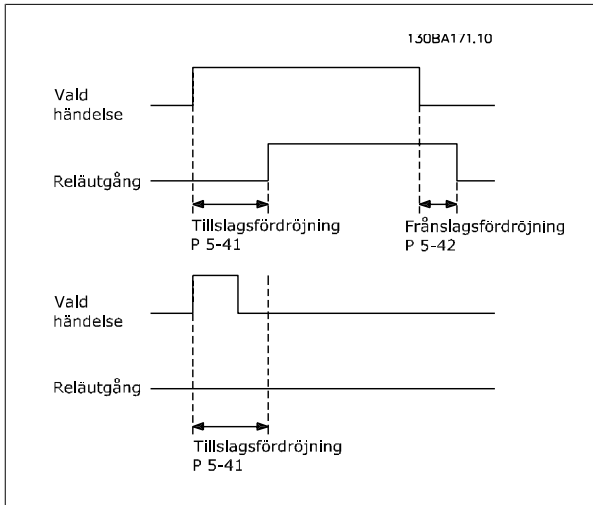 130BA171.10
Vald
händelse
Reläutgång
Tillslagsfördröjning
P 5-41
Frånslagsfördröjning
P 5-42
Vald
händelse
Reläutgång
Tillslagsfördröjning
P 5-41